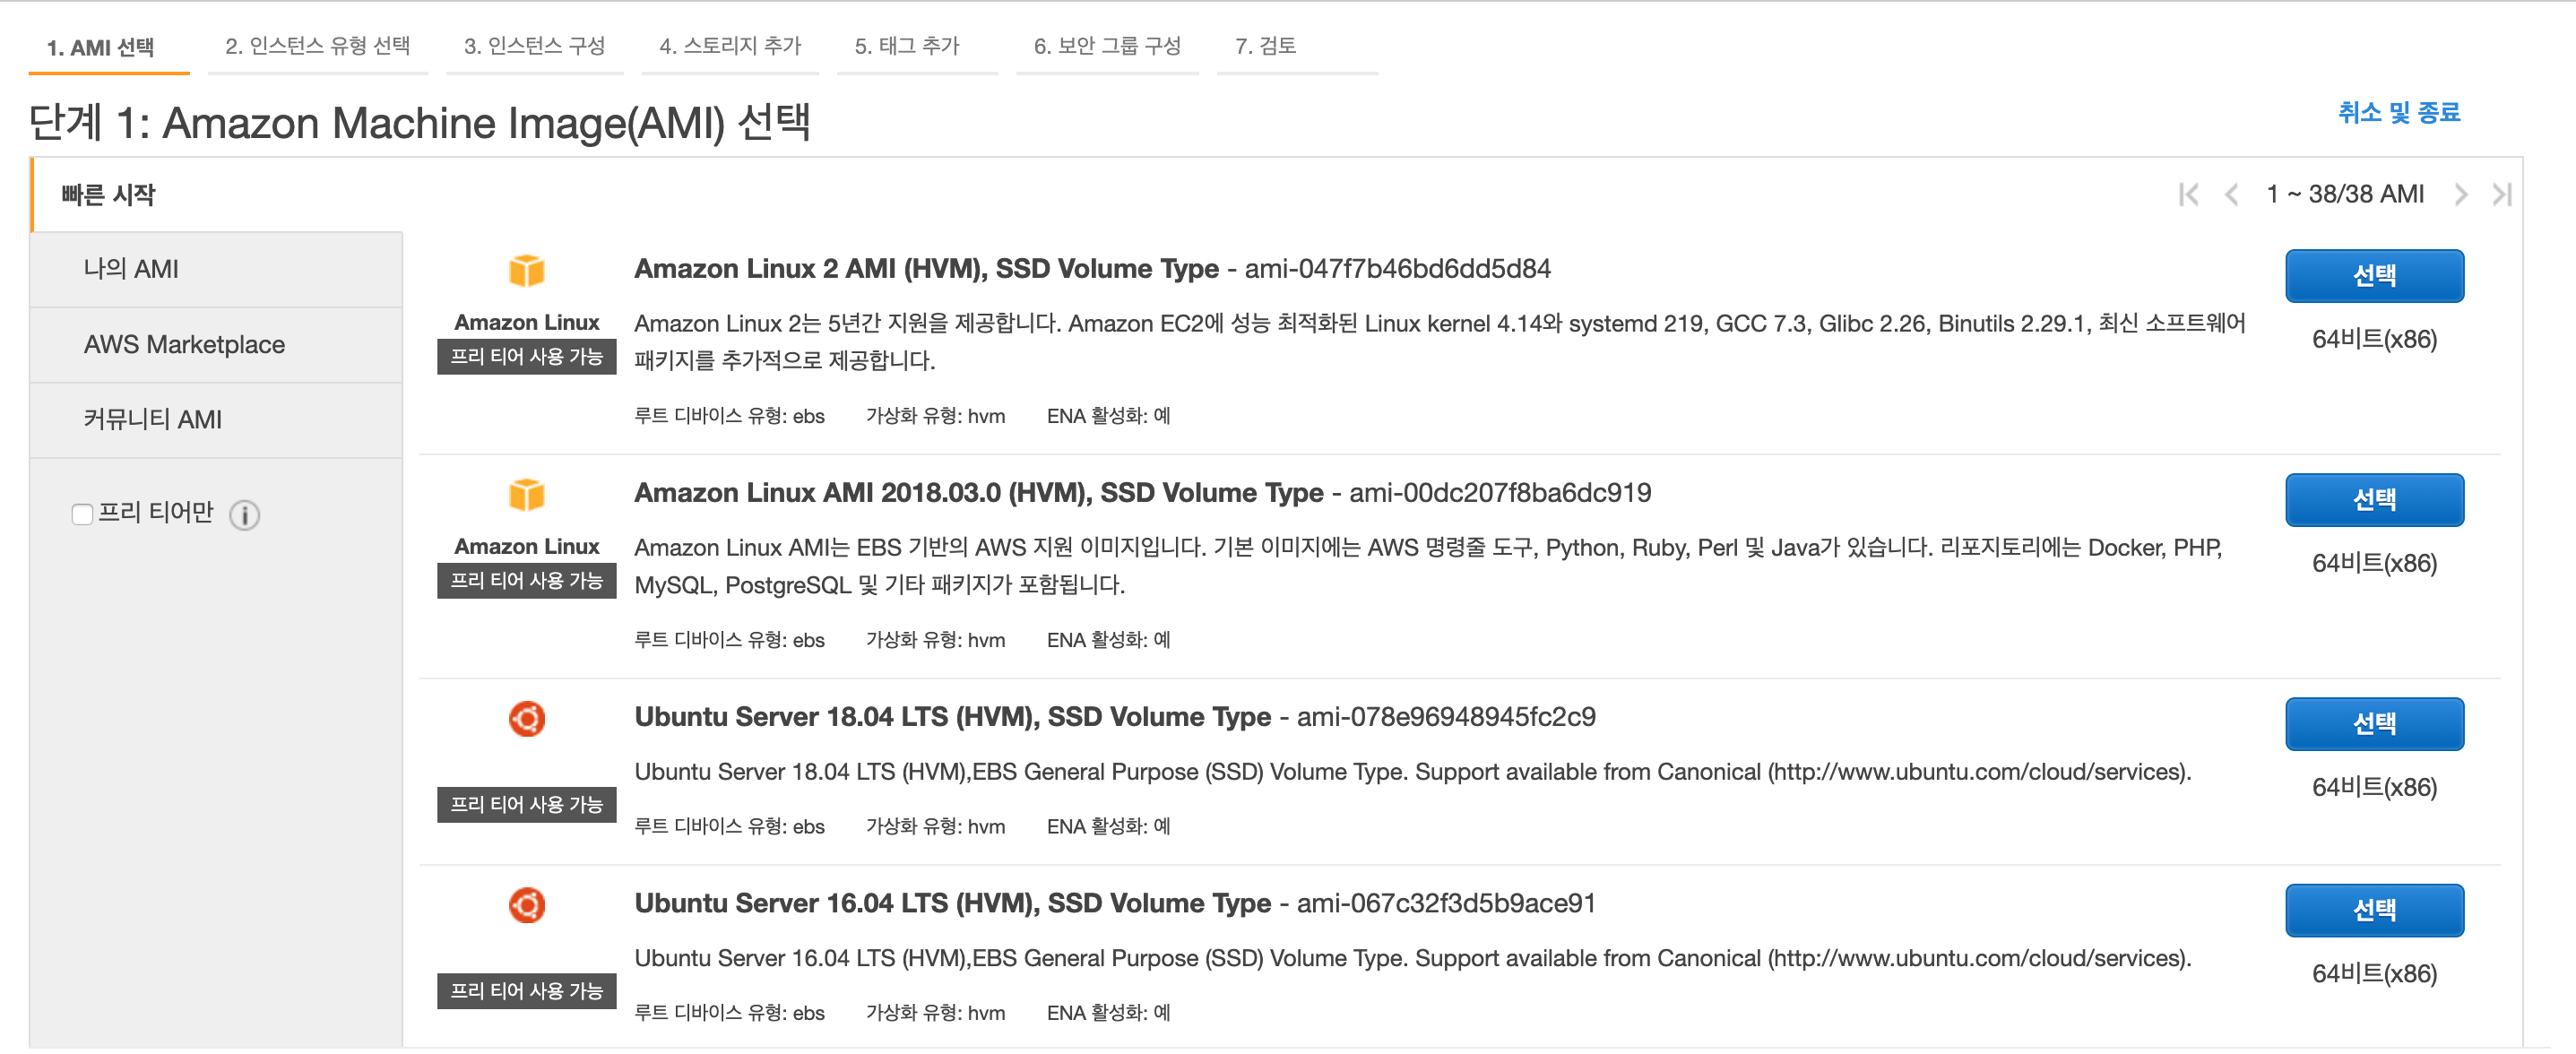 1. AMI 선택
2. 인스턴스 유형 선택
3. 인스턴스 구성
4. 스토리지 추가
5. 태그 추가
6. 보안 그룹 구성
7. 검토
단계 1: Amazon Machine Image(AMI) 선택
취소 및 종료
빠른 시작
1 ~ 38/38 AMI
나의 AMI
AWS Marketplace
커뮤니티 AMI
프리 티어만
Amazon Linux
프리 티어 사용 가능
Amazon Linux 2 AMI (HVM), SSD Volume Type - ami-047f7b46bd6dd5d84
Amazon Linux 2는 5년간 지원을 제공합니다. Amazon EC2에 성능 최적화된 Linux kernel 4.14와 systemd 219, GCC 7.3, Glibc 2.26, Binutils 2.29.1, 최신 소프트웨어
패키지를 추가적으로 제공합니다.
루트 디바이스 유형: ebs 가상화 유형: hvm ENA 활성화: 예
선택
64비트(x86)
Amazon Linux
프리 티어 사용 가능
Amazon Linux AMI 2018.03.0 (HVM), SSD Volume Type - ami-00dc207f8ba6dc919
Amazon Linux AMI는 EBS 기반의 AWS 지원 이미지입니다. 기본 이미지에는 AWS 명령줄 도구, Python, Ruby, Perl 및 Java가 있습니다. 리포지토리에는 Docker, PHP,
MySQL, PostgreSQL 및 기타 패키지가 포함됩니다.
루트 디바이스 유형: ebs 가상화 유형: hvm ENA 활성화: 예
선택
64비트(x86)
프리 티어 사용 가능
Ubuntu Server 18.04 LTS (HVM), SSD Volume Type - ami-078e96948945fc2c9
Ubuntu Server 18.04 LTS (HVM),EBS General Purpose (SSD) Volume Type. Support available from Canonical (http://www.ubuntu.com/cloud/services).
루트 디바이스 유형: ebs 가상화 유형: hvm ENA 활성화: 예
선택
64비트(x86)
프리 티어 사용 가능
Ubuntu Server 16.04 LTS (HVM), SSD Volume Type - ami-067c32f3d5b9ace91
Ubuntu Server 16.04 LTS (HVM),EBS General Purpose (SSD) Volume Type. Support available from Canonical (http://www.ubuntu.com/cloud/services).
루트 디바이스 유형: ebs 가상화 유형: hvm ENA 활성화: 예
선택
64비트(x86)